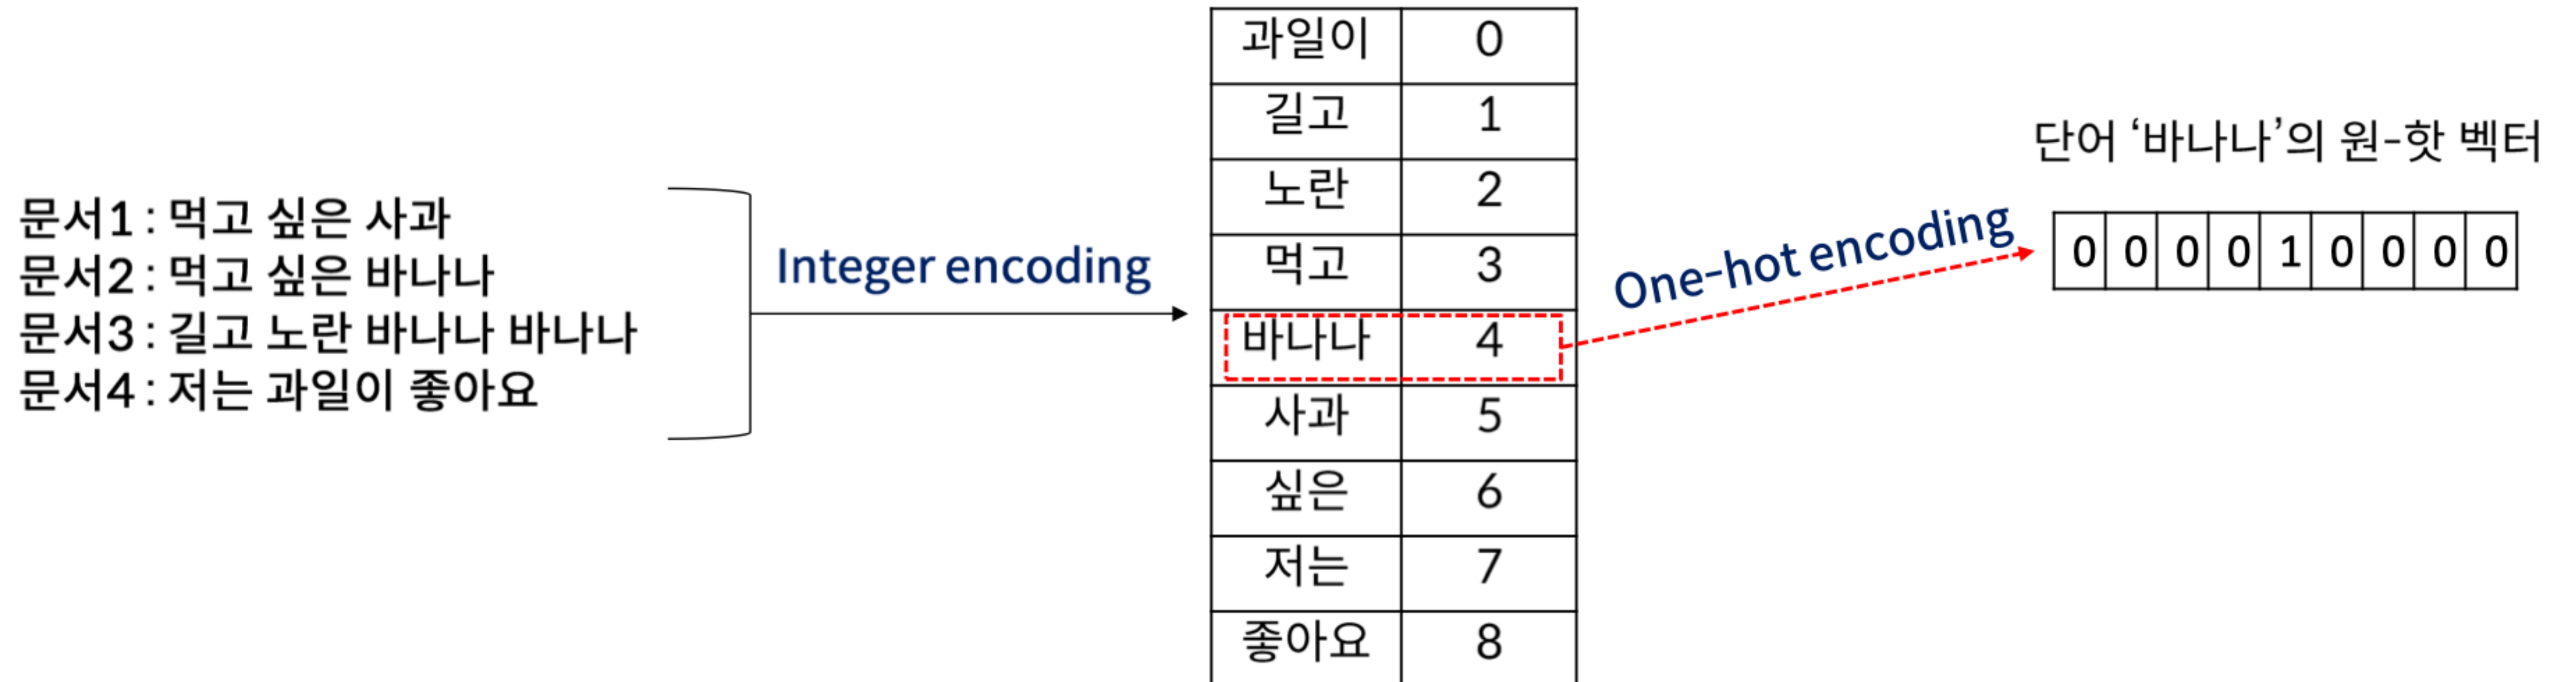 문서1 : 먹고 싶은 사과
문서2 : 먹고 싶은 바나나
문서3 : 길고 노란 바나나 바나나
문서4 : 저는 과일이 좋아요
Integer encoding
과일이 0
길고 1
노란 2
먹고 3
바나나 4
사과 5
싶은 6
저는 7
좋아요 8
One-hot encoding
단어 ‘바나나’의 원-핫 벡터
0 0 0 0 1 0 0 0 0